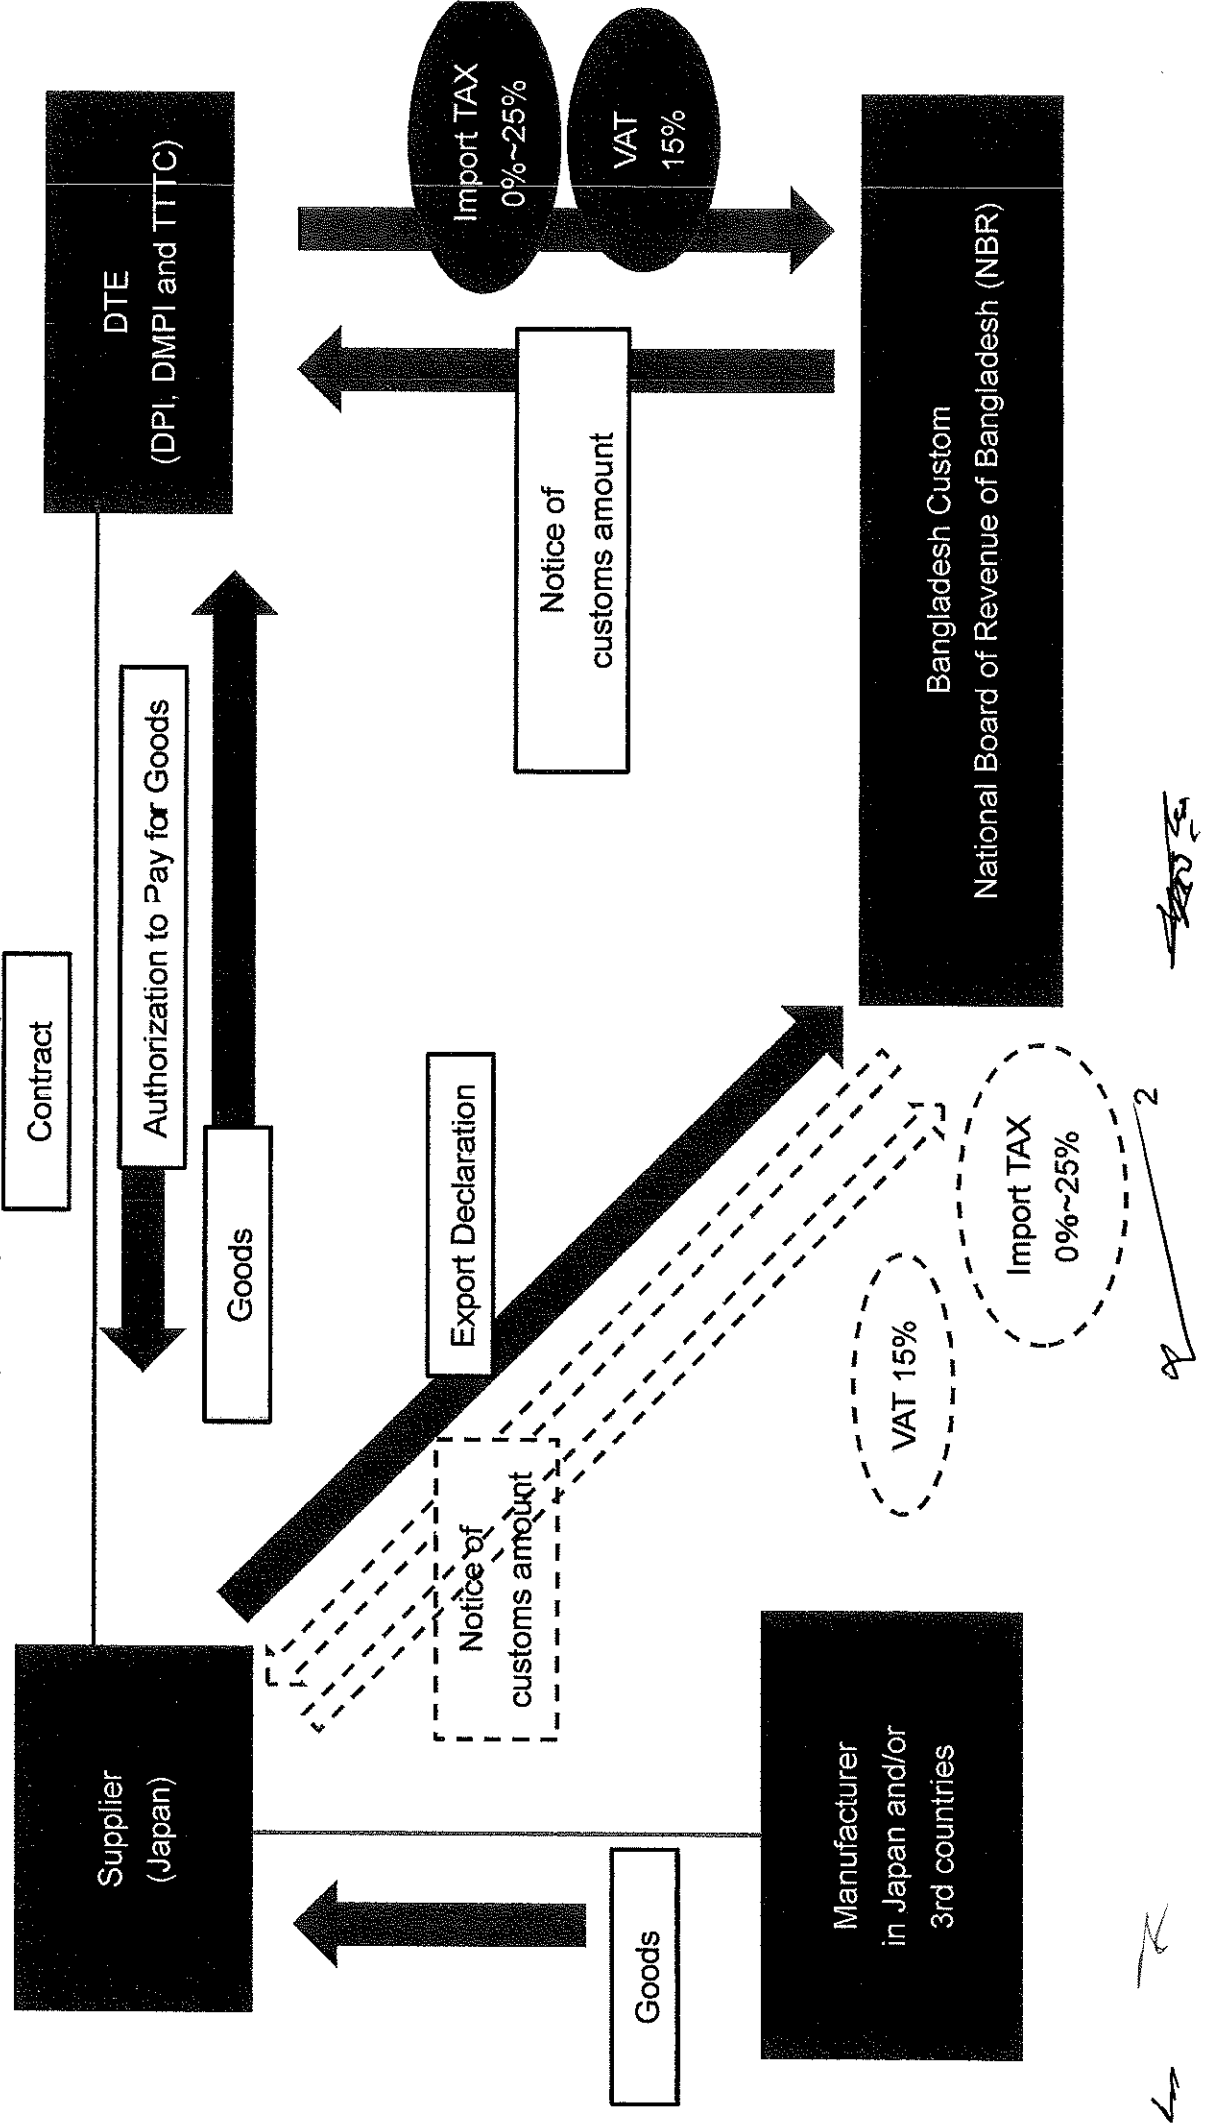 Contract
Supplier
(Japan)
Authorization to Pay for Goods
Goods
DTE
(DPI, DMPI and TTTC)
Export Declaration
Notice of
customs amount
Notice of
customs amount
Import TAX
0%~25%
VAT
15%
Goods
Manufacturer
in Japan and/or
3rd countries
VAT 15%
Import TAX
0%~25%
Bangladesh Custom
National Board of Revenue of Bangladesh (NBR)